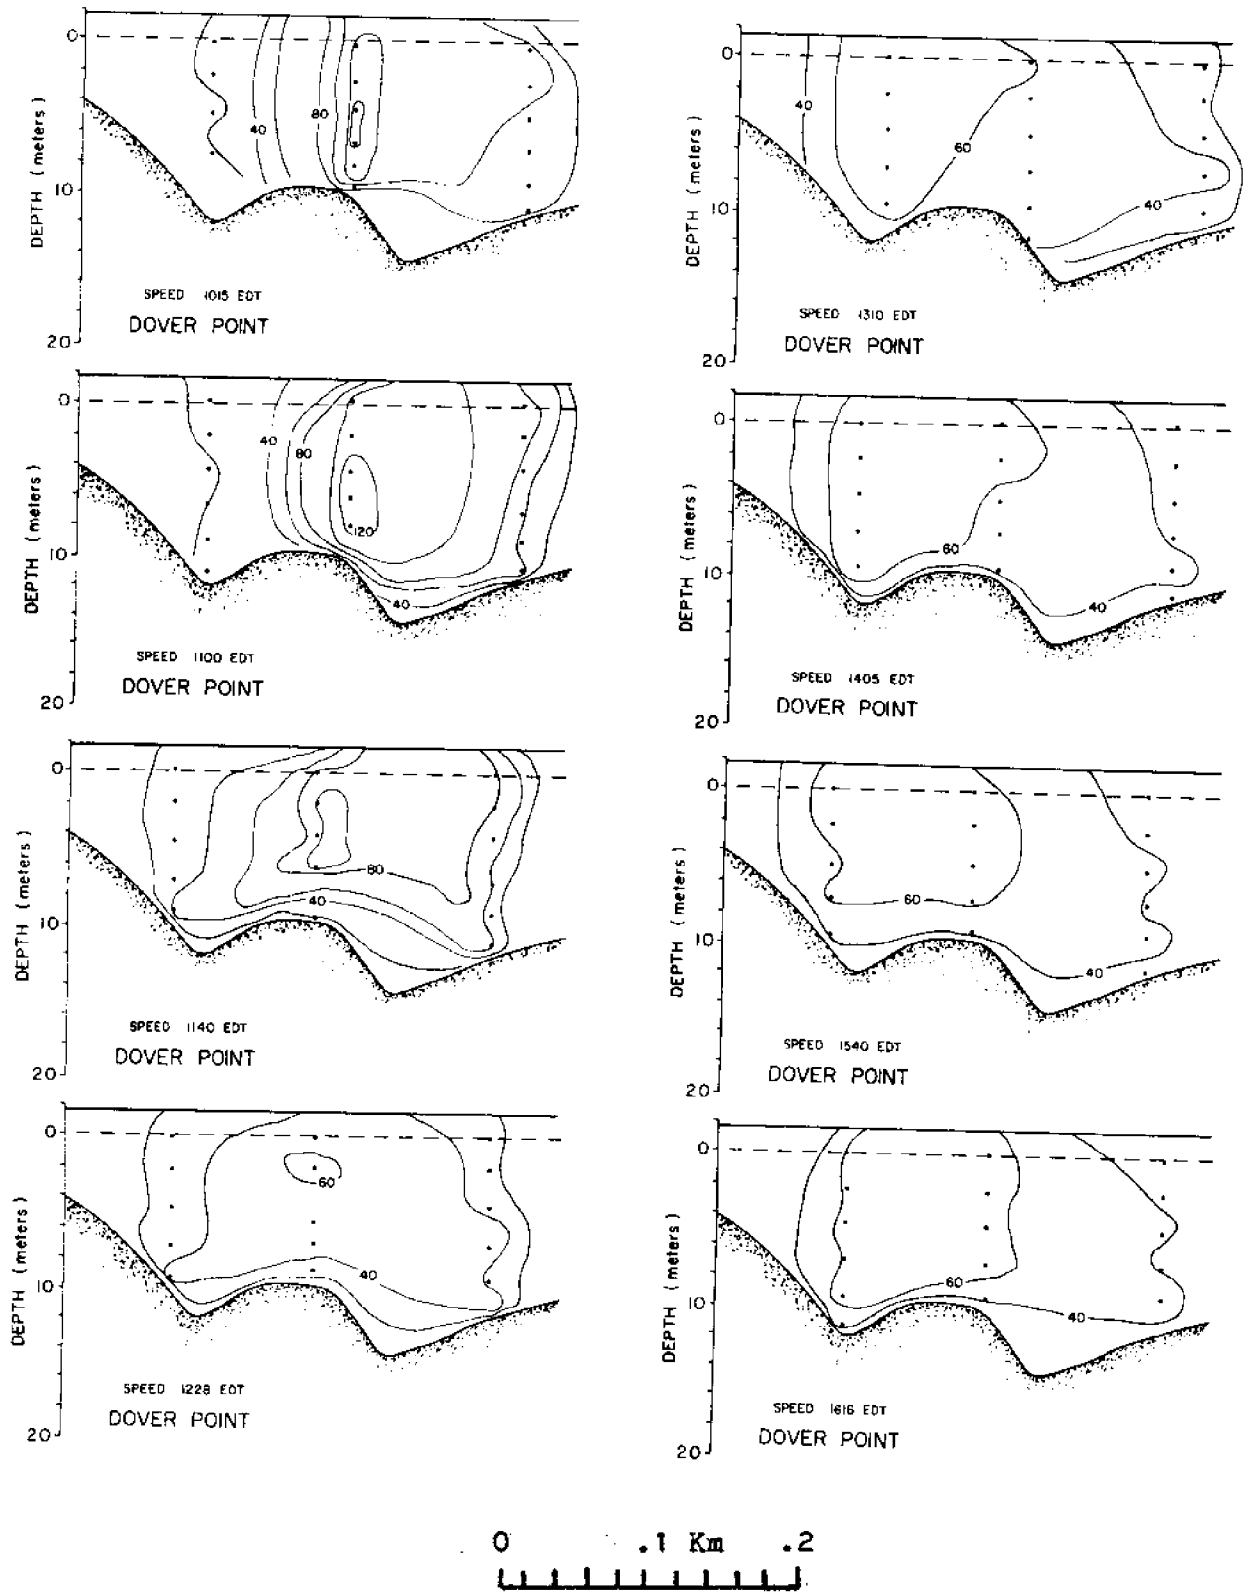 0
10
20
DEPTH (meters)
40
80
SPEED 1015 EDT
DOVER POINT
0
10
20
DEPTH (meters)
40
80
120
40
SPEED 1100 EDT
DOVER POINT
0
10
20
DEPTH (meters)
80
40
SPEED 1140 EDT
DOVER POINT
0
10
20
DEPTH (meters)
60
40
SPEED 1228 EDT
DOVER POINT
0
10
20
DEPTH (meters)
40
60
40
SPEED 1310 EDT
DOVER POINT
0
10
20
DEPTH (meters)
60
40
SPEED 1405 EDT
DOVER POINT
0
10
20
DEPTH (meters)
60
40
SPEED 1540 EDT
DOVER POINT
0
10
20
DEPTH (meters)
60
40
SPEED 1616 EDT
DOVER POINT
0 .1 Km .2